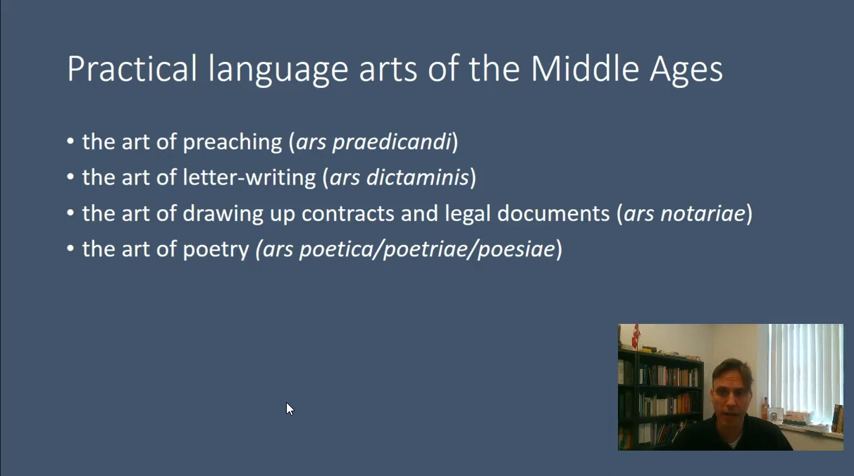 Practical language arts of the Middle Ages
• the art of preaching (ars praedicandi)
• the art of letter-writing (ars dictaminis)
• the art of drawing up contracts and legal documents (ars notariae)
• the art of poetry (ars poetica/poetriae/poesiae)